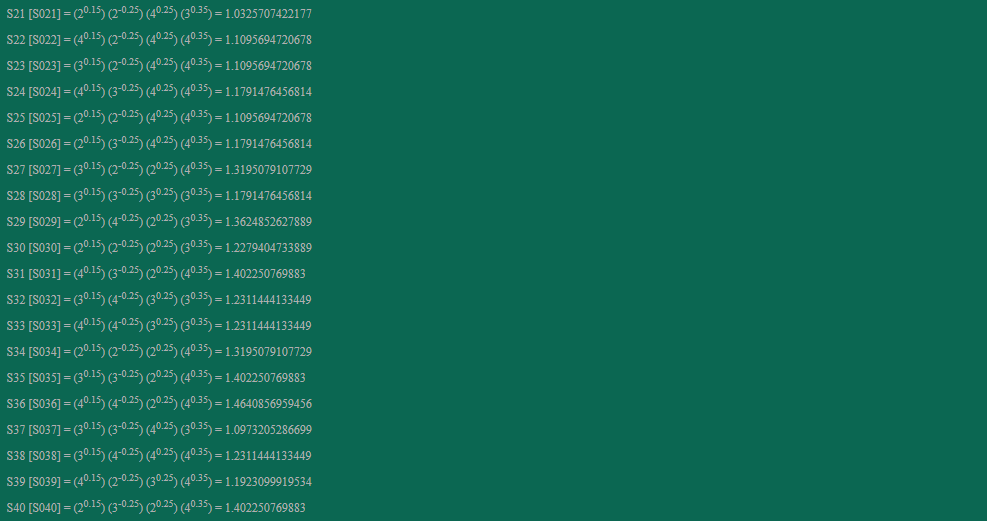 S21 [S021] = (2^0.15) (2^-0.25) (4^0.25) (3^0.35) = 1.0325707422177
S22 [S022] = (4^0.15) (2^-0.25) (4^0.25) (4^0.35) = 1.1095694720678
S23 [S023] = (3^0.15) (2^-0.25) (4^0.25) (4^0.35) = 1.1095694720678
S24 [S024] = (4^0.15) (3^-0.25) (4^0.25) (4^0.35) = 1.1791476456814
S25 [S025] = (2^0.15) (2^-0.25) (4^0.25) (4^0.35) = 1.1095694720678
S26 [S026] = (2^0.15) (3^-0.25) (4^0.25) (4^0.35) = 1.1791476456814
S27 [S027] = (3^0.15) (2^-0.25) (2^0.25) (4^0.35) = 1.3195079107729
S28 [S028] = (3^0.15) (3^-0.25) (3^0.25) (3^0.35) = 1.1791476456814
S29 [S029] = (2^0.15) (4^-0.25) (2^0.25) (3^0.35) = 1.3624852627889
S30 [S030] = (2^0.15) (2^-0.25) (2^0.25) (3^0.35) = 1.2279404733889
S31 [S031] = (4^0.15) (3^-0.25) (2^0.25) (4^0.35) = 1.402250769883
S32 [S032] = (3^0.15) (4^-0.25) (3^0.25) (3^0.35) = 1.2311444133449
S33 [S033] = (4^0.15) (4^-0.25) (3^0.25) (3^0.35) = 1.2311444133449
S34 [S034] = (2^0.15) (2^-0.25) (2^0.25) (4^0.35) = 1.3195079107729
S35 [S035] = (3^0.15) (3^-0.25) (2^0.25) (4^0.35) = 1.402250769883
S36 [S036] = (4^0.15) (4^-0.25) (2^0.25) (4^0.35) = 1.4640856959456
S37 [S037] = (3^0.15) (3^-0.25) (4^0.25) (3^0.35) = 1.0973205286699
S38 [S038] = (3^0.15) (4^-0.25) (4^0.25) (4^0.35) = 1.2311444133449
S39 [S039] = (4^0.15) (2^-0.25) (3^0.25) (4^0.35) = 1.1923099919534
S40 [S040] = (2^0.15) (3^-0.25) (2^0.25) (4^0.35) = 1.402250769883